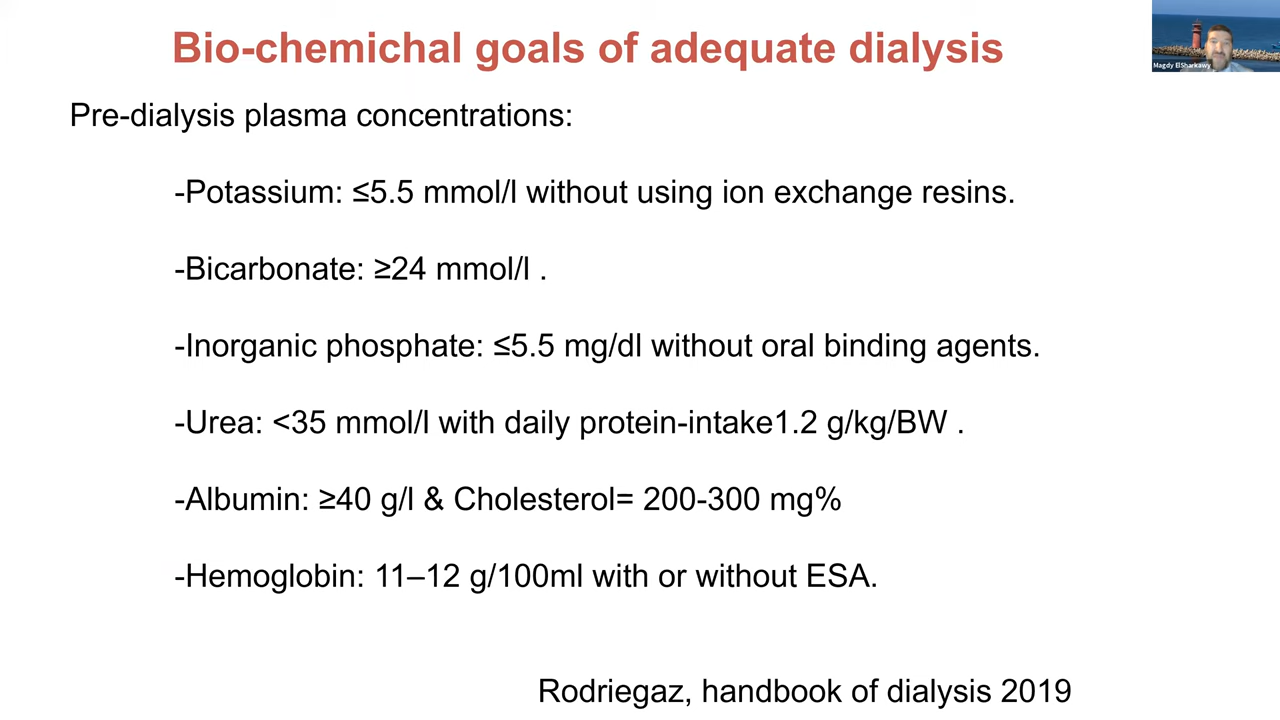 Bio-chemichal goals of adequate dialysis
Magdy ElSharkawy
Pre-dialysis plasma concentrations:
-Potassium: ≤5.5 mmol/l without using ion exchange resins.
-Bicarbonate: ≥24 mmol/l .
-Inorganic phosphate: ≤5.5 mg/dl without oral binding agents.
-Urea: <35 mmol/l with daily protein-intake1.2 g/kg/BW .
-Albumin: ≥40 g/l & Cholesterol= 200-300 mg%
-Hemoglobin: 11–12 g/100ml with or without ESA.
Rodriegaz, handbook of dialysis 2019